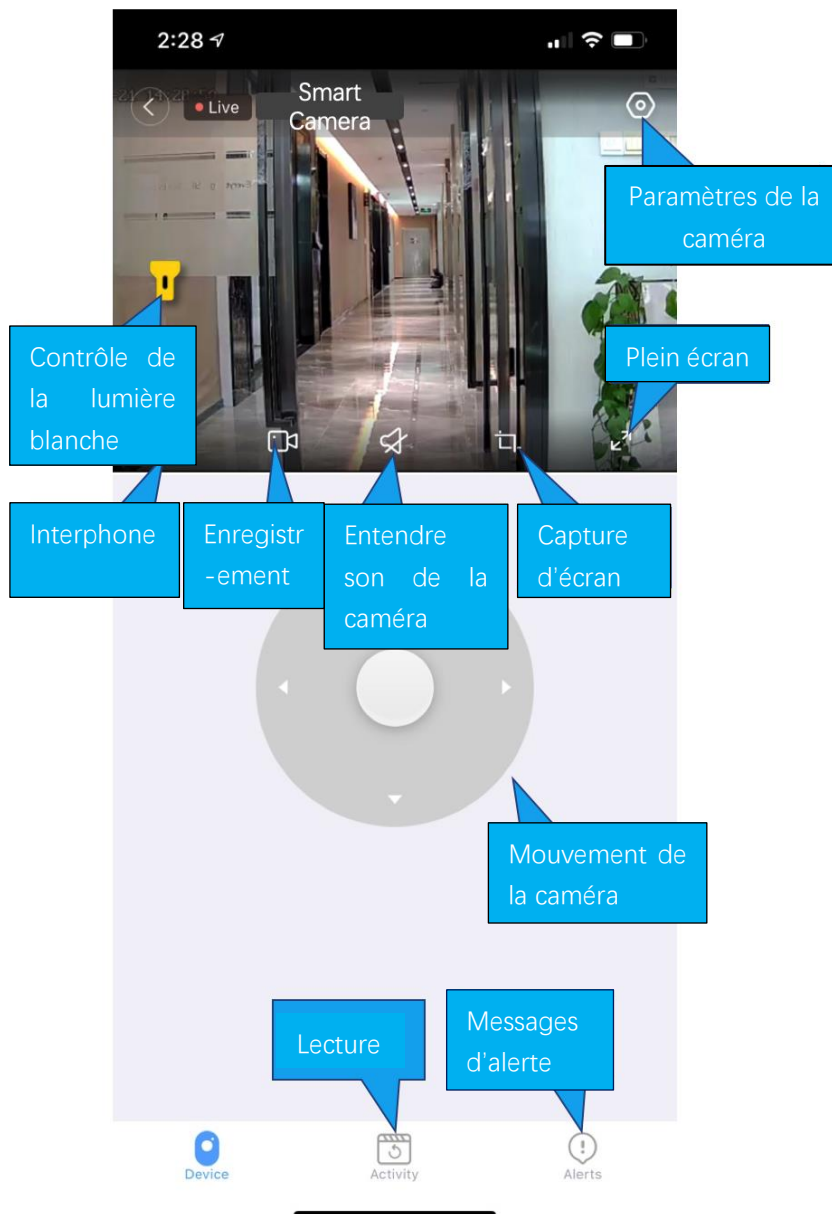 2:28
Live
Smart
Camera
Paramètres de la
caméra
Contrôle de
la lumière
blanche
Plein écran
Interphone
Enregistr
-ement
Entendre
son de la
caméra
Capture
d'écran
Mouvement de
la caméra
Lecture
Messages
d'alerte
Device
Activity
Alerts